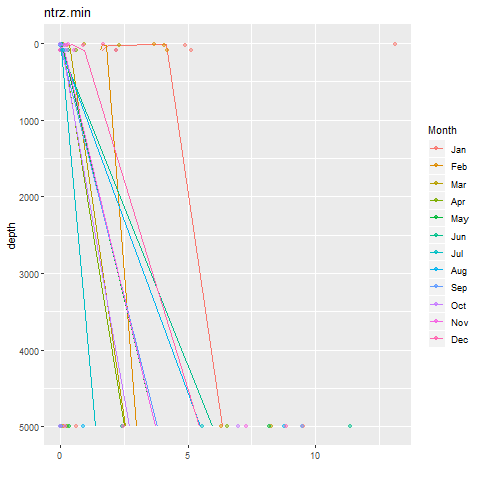 ntrz.min
depth
0
1000
2000
3000
4000
5000
0
5
10
Month
Jan
Feb
Mar
Apr
May
Jun
Jul
Aug
Sep
Oct
Nov
Dec